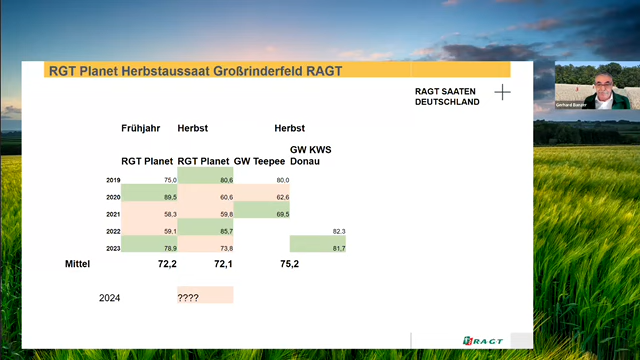 RGT Planet Herbstaussaat Großrinderfeld RAGT
RAGT SAATEN
DEUTSCHLAND
Frühjahr Herbst Herbst
RGT Planet RGT Planet GW Teepee GW KWS Donau
2019 75,0 80,6 80,0
2020 89,5 60,6 62,6
2021 58,3 59,8 69,5
2022 59,1 85,7 82,3
2023 78,9 73,8 81,7
Mittel 72,2 72,1 75,2
2024 ????
RAGT